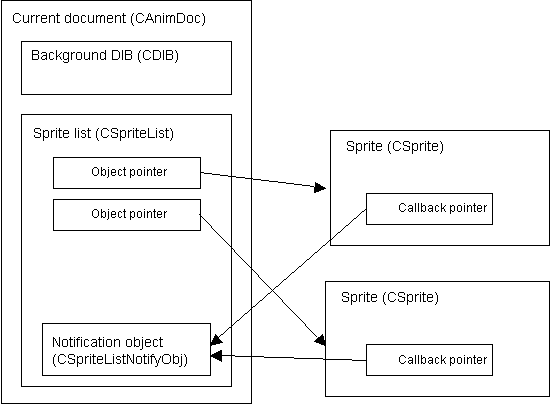 Current document (CAnimDoc)
Background DIB (CDIB)
Sprite list (CSpriteList)
Object pointer
Object pointer
Notification object
(CSpriteListNotifyObj)
Sprite (CSprite)
Callback pointer
Sprite (CSprite)
Callback pointer